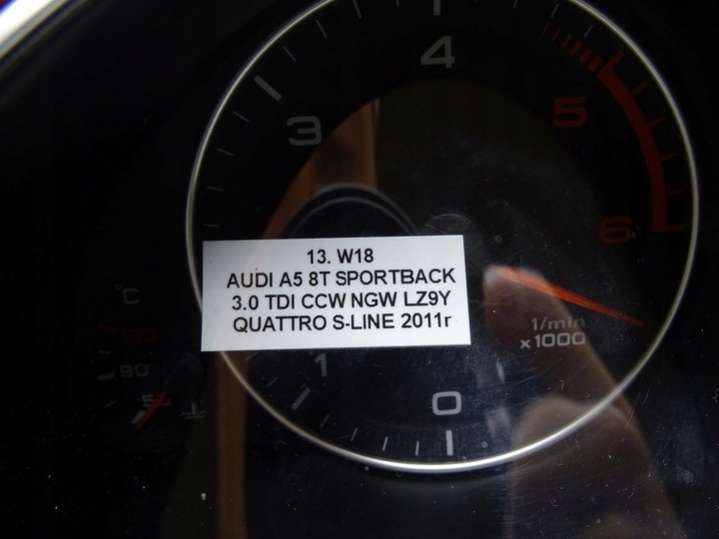 4
3
5
6
13. W18
AUDI A5 8T SPORTBACK
3.0 TDI CCW NGW LZ9Y
QUATTRO S-LINE 2011r
°C
1/min
x1000
90
1
0